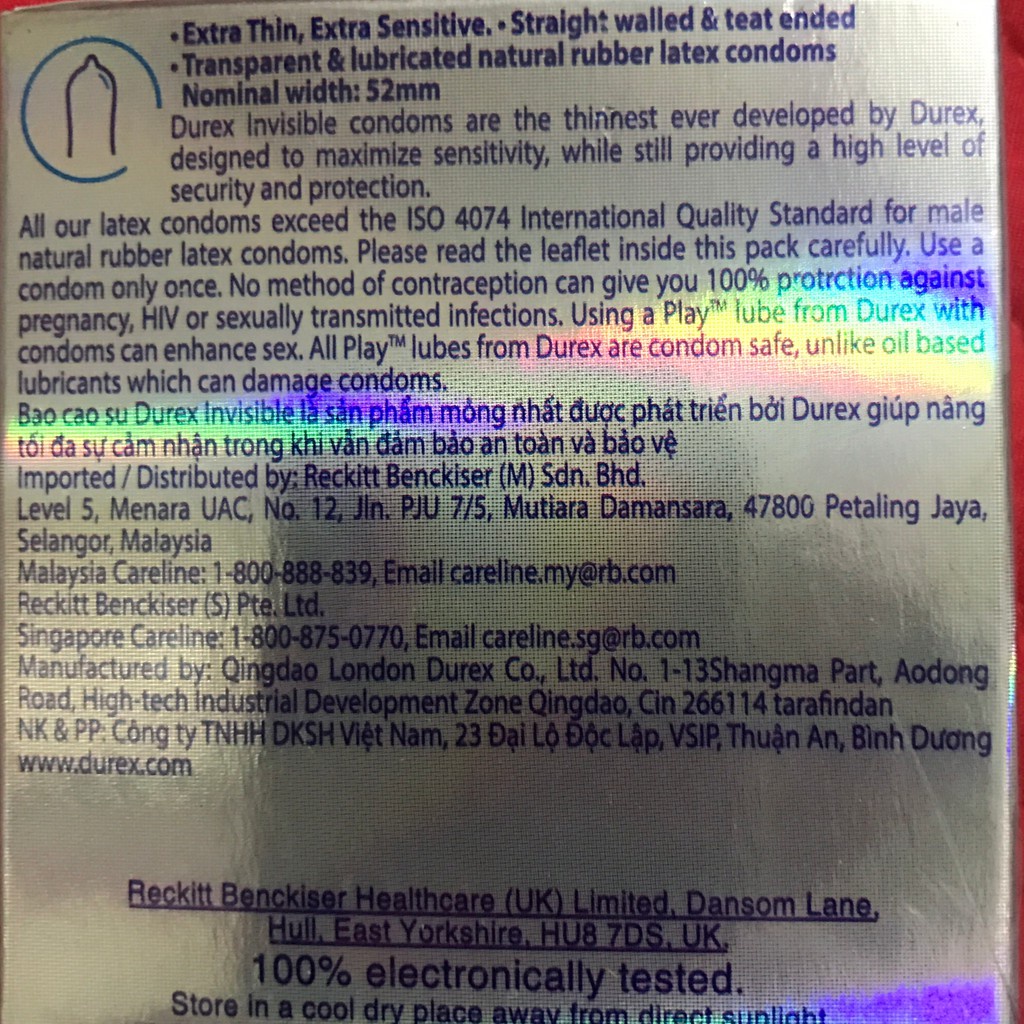 • Extra Thin, Extra Sensitive. • Straight walled & teat ended
• Transparent & lubricated natural rubber latex condoms
Nominal width: 52mm
Durex Invisible condoms are the thinnest ever developed by Durex,
designed to maximize sensitivity, while still providing a high level of
security and protection.
All our latex condoms exceed the ISO 4074 International Quality Standard for male
natural rubber latex condoms. Please read the leaflet inside this pack carefully. Use a
condom only once. No method of contraception can give you 100% protrction against
pregnancy, HIV or sexually transmitted infections. Using a Play™ lube from Durex with
condoms can enhance sex. All Play™ lubes from Durex are condom safe, unlike oil based
lubricants which can damage condoms.
Bao cao su Durex Invisible là sản phẩm mỏng nhất được phát triển bởi Durex giúp nâng
tối đa sự cảm nhận trong khi vẫn đảm bảo an toàn và bảo vệ
Imported / Distributed by: Reckitt Benckiser (M) Sdn. Bhd.
Level 5, Menara UAC, No. 12, Jln. PJU 7/5, Mutiara Damansara, 47800 Petaling Jaya,
Selangor, Malaysia
Malaysia Careline: 1-800-888-839, Email careline.my@rb.com
Reckitt Benckiser (S) Pte. Ltd.
Singapore Careline: 1-800-875-0770, Email careline.sg@rb.com
Manufactured by: Qingdao London Durex Co., Ltd. No. 1-13Shangma Part, Aodong
Road, High-tech Industrial Development Zone Qingdao, Cin 266114 tarafindan
NK & PP: Công ty TNHH DKSH Việt Nam, 23 Đại Lộ Độc Lập, VSIP, Thuận An, Bình Dương
www.durex.com
Reckitt Benckiser Healthcare (UK) Limited, Dansom Lane,
Hull, East Yorkshire, HU8 7DS, UK.
100% electronically tested.
Store in a cool dry place away from direct sunlight